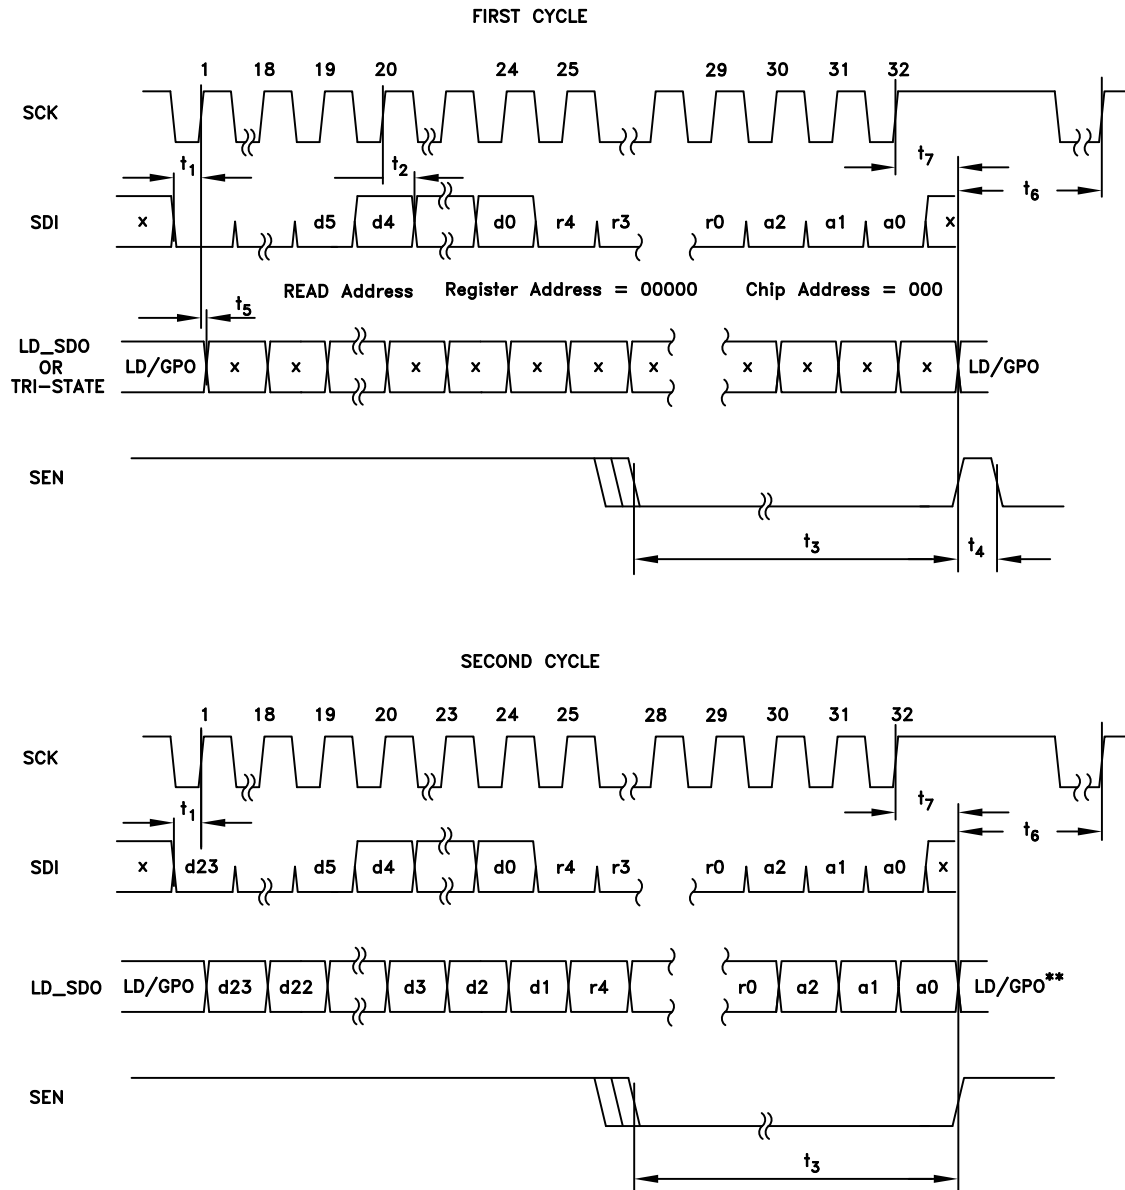 FIRST CYCLE
1 18 19 20 24 25 29 30 31 32
SCK
t1 t2 t7 t6
SDI x d5 d4 d0 r4 r3 r0 a2 a1 a0 x
READ Address Register Address = 00000 Chip Address = 000
t5
LD_SDO
OR
TRI-STATE
LD/GPO x x x x x x x x x x x LD/GPO
SEN
t3 t4
SECOND CYCLE
1 18 19 20 23 24 25 28 29 30 31 32
SCK
t1 t7 t6
SDI x d23 d5 d4 d0 r4 r3 r0 a2 a1 a0 x
LD_SDO LD/GPO d23 d22 d3 d2 d1 r4 r0 a2 a1 a0 LD/GPO**
SEN
t3